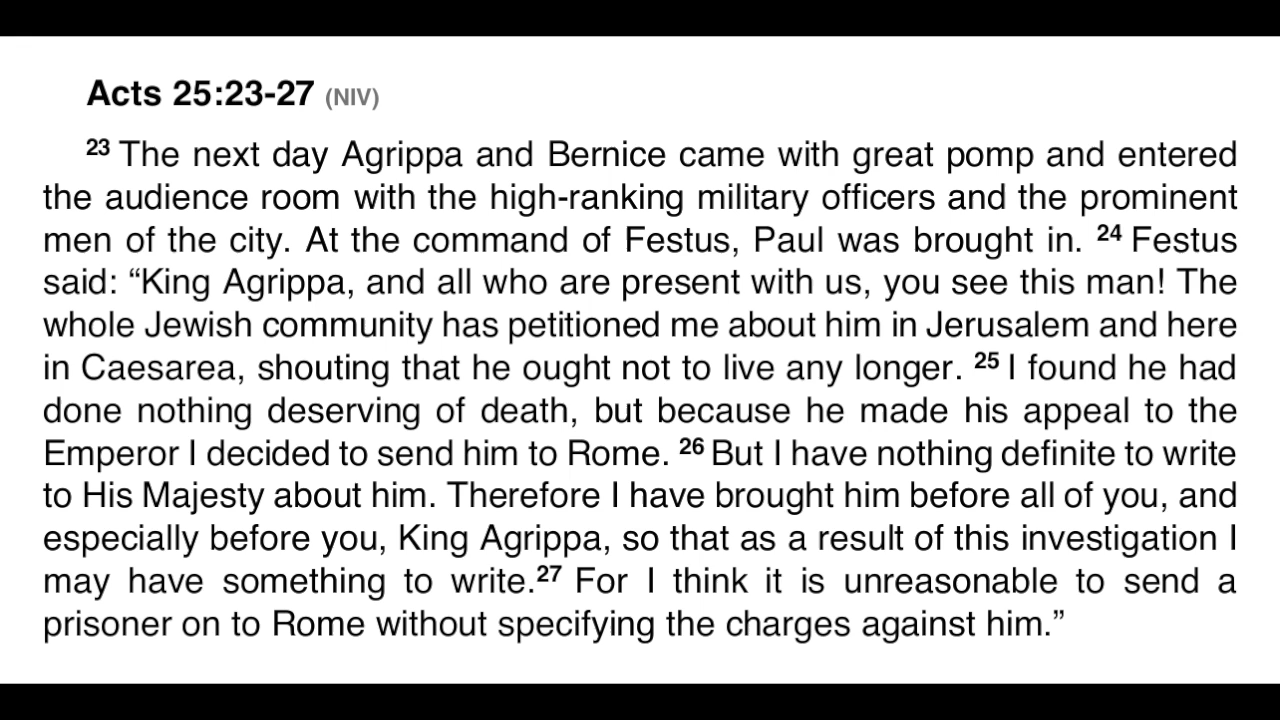 Acts 25:23-27 (NIV)
23 The next day Agrippa and Bernice came with great pomp and entered
the audience room with the high-ranking military officers and the prominent
men of the city. At the command of Festus, Paul was brought in. 24 Festus
said: “King Agrippa, and all who are present with us, you see this man! The
whole Jewish community has petitioned me about him in Jerusalem and here
in Caesarea, shouting that he ought not to live any longer. 25 I found he had
done nothing deserving of death, but because he made his appeal to the
Emperor I decided to send him to Rome. 26 But I have nothing definite to write
to His Majesty about him. Therefore I have brought him before all of you, and
especially before you, King Agrippa, so that as a result of this investigation I
may have something to write.27 For I think it is unreasonable to send a
prisoner on to Rome without specifying the charges against him.”